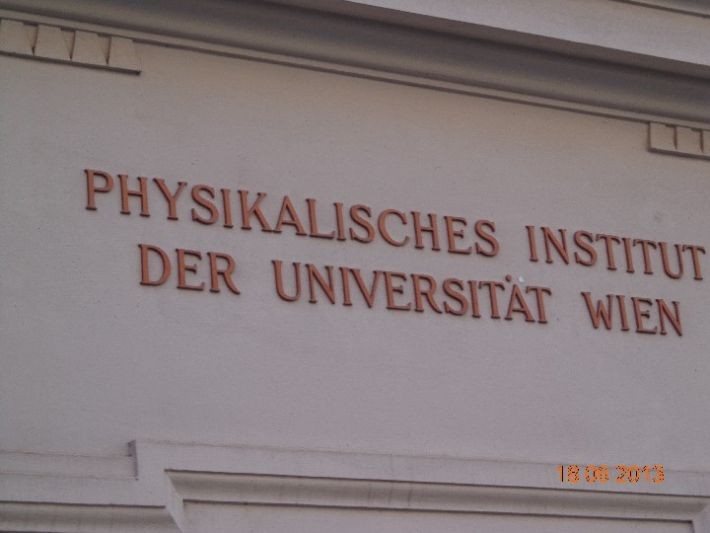 PHYSIKALISCHES INSTITUT
DER UNIVERSITÄT WIEN
18 09 2013